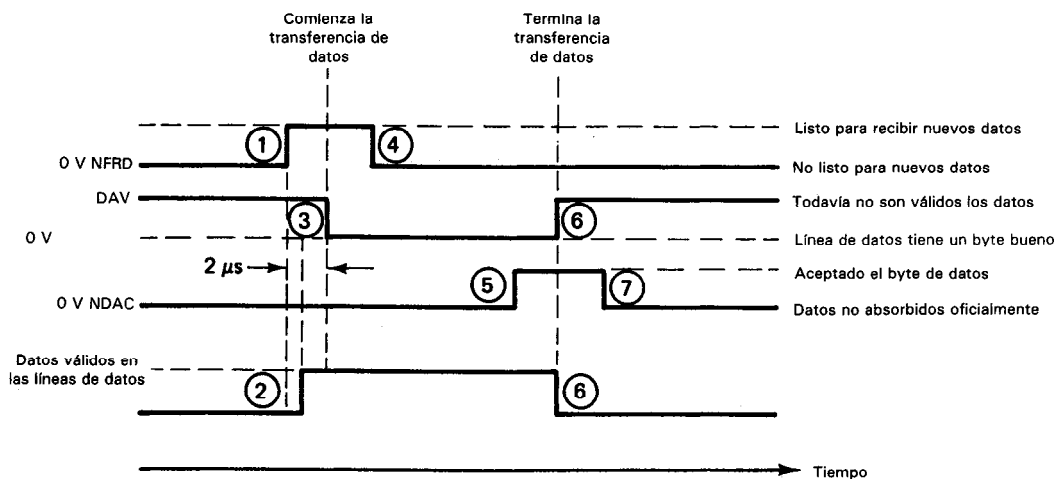 Comienza la
transferencia de
datos
Termina la
transferencia
de datos
1
4
Listo para recibir nuevos datos
0 V NFRD
No listo para nuevos datos
DAV
3
6
Todavía no son válidos los datos
0 V
Línea de datos tiene un byte bueno
2 µs
Aceptado el byte de datos
5
7
0 V NDAC
Datos no absorbidos oficialmente
Datos válidos en
las líneas de datos
2
6
Tiempo